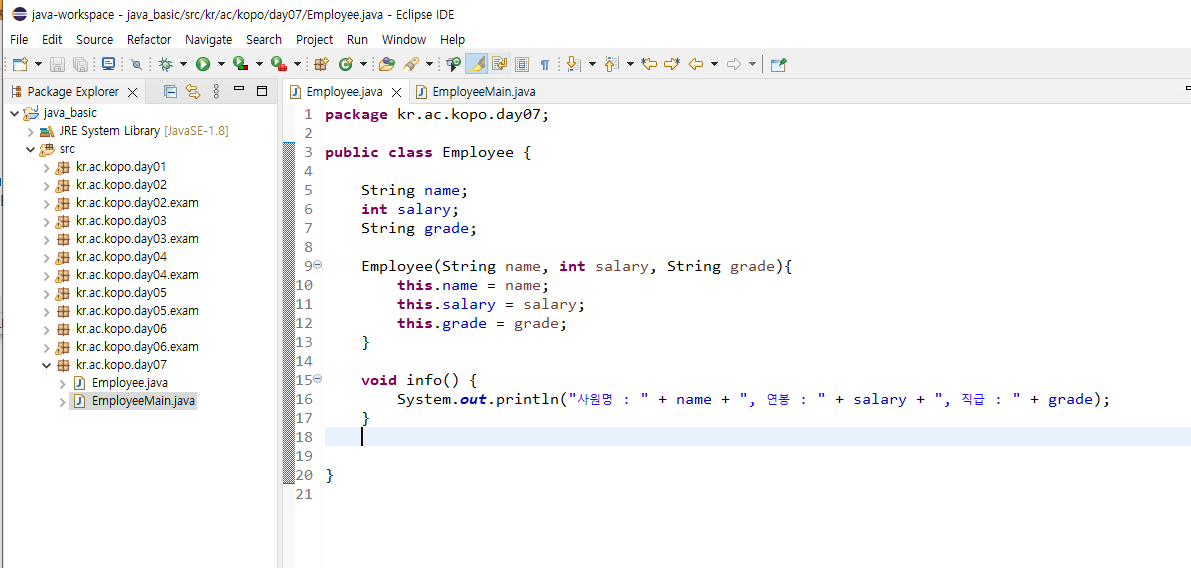 java-workspace - java_basic/src/kr/ac/kopo/day07/Employee.java - Eclipse IDE
File Edit Source Refactor Navigate Search Project Run Window Help
Package Explorer
java_basic
JRE System Library [JavaSE-1.8]
src
kr.ac.kopo.day01
kr.ac.kopo.day02
kr.ac.kopo.day02.exam
kr.ac.kopo.day03
kr.ac.kopo.day03.exam
kr.ac.kopo.day04
kr.ac.kopo.day04.exam
kr.ac.kopo.day05
kr.ac.kopo.day05.exam
kr.ac.kopo.day06
kr.ac.kopo.day06.exam
kr.ac.kopo.day07
Employee.java
EmployeeMain.java
Employee.java EmployeeMain.java
1 package kr.ac.kopo.day07;
2
3 public class Employee {
4
5 String name;
6 int salary;
7 String grade;
8
9 Employee(String name, int salary, String grade){
10 this.name = name;
11 this.salary = salary;
12 this.grade = grade;
13 }
14
15 void info() {
16 System.out.println("사원명 : " + name + ", 연봉 : " + salary + ", 직급 : " + grade);
17 }
18
19
20 }
21